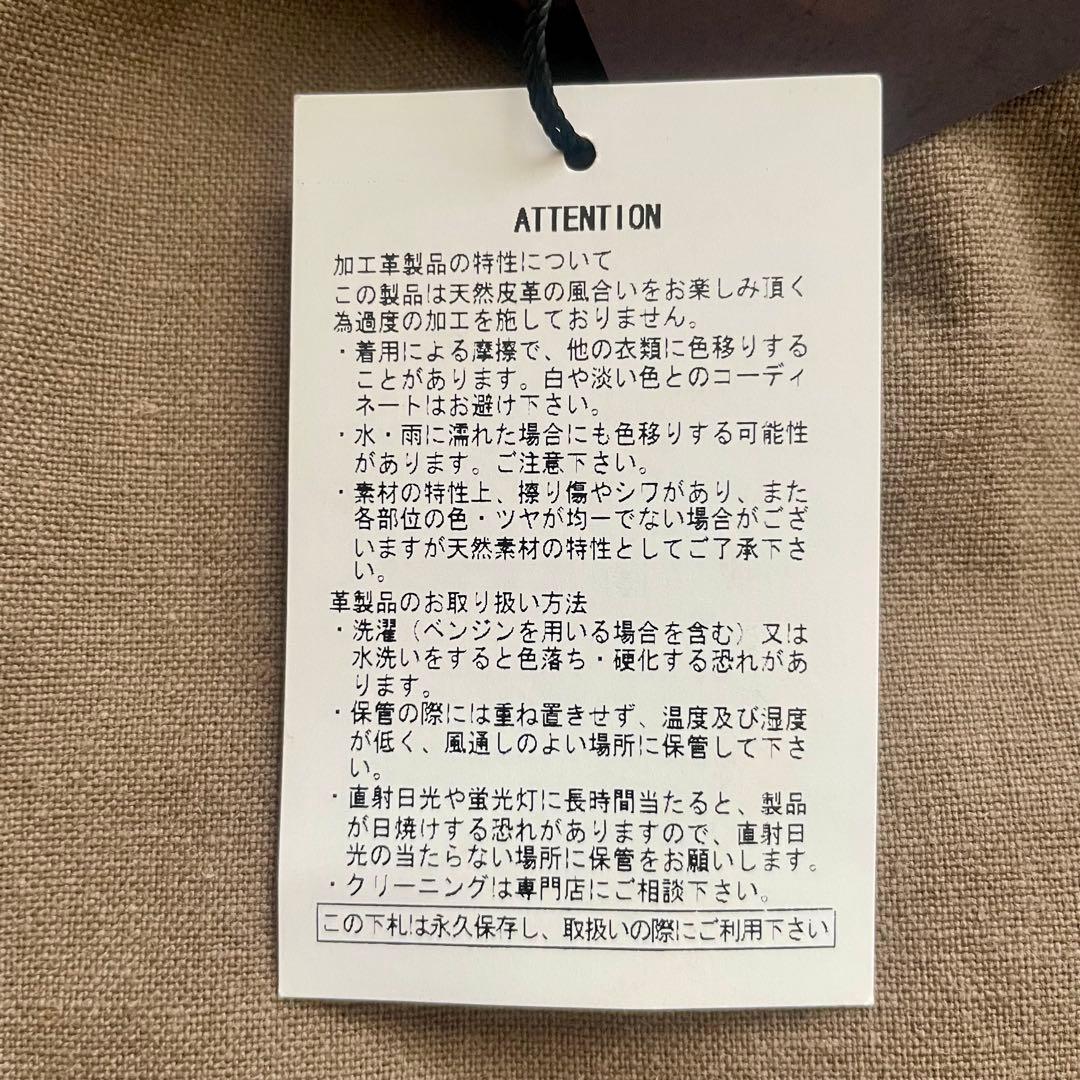 ATTENTION
加工革製品の特性について
この製品は天然皮革の風合いをお楽しみ頂く
為過度の加工を施しておりません。
・着用による摩擦で、他の衣類に色移りする
ことがあります。白や淡い色とのコーディ
ネートはお避け下さい。
・水・雨に濡れた場合にも色移りする可能性
があります。ご注意下さい。
・素材の特性上、擦り傷やシワがあり、また
各部位の色・ツヤが均一でない場合がござ
いますが天然素材の特性としてご了承下さ
い。
革製品のお取り扱い方法
・洗濯（ベンジンを用いる場合を含む）又は
水洗いをすると色落ち・硬化する恐れがあ
ります。
・保管の際には重ね置きせず、温度及び湿度
が低く、風通しのよい場所に保管して下さ
い。
・直射日光や蛍光灯に長時間当たると、製品
が日焼けする恐れがありますので、直射日
光の当たらない場所に保管をお願いします。
・クリーニングは専門店にご相談下さい。
この下札は永久保存し、取扱いの際にご利用下さい